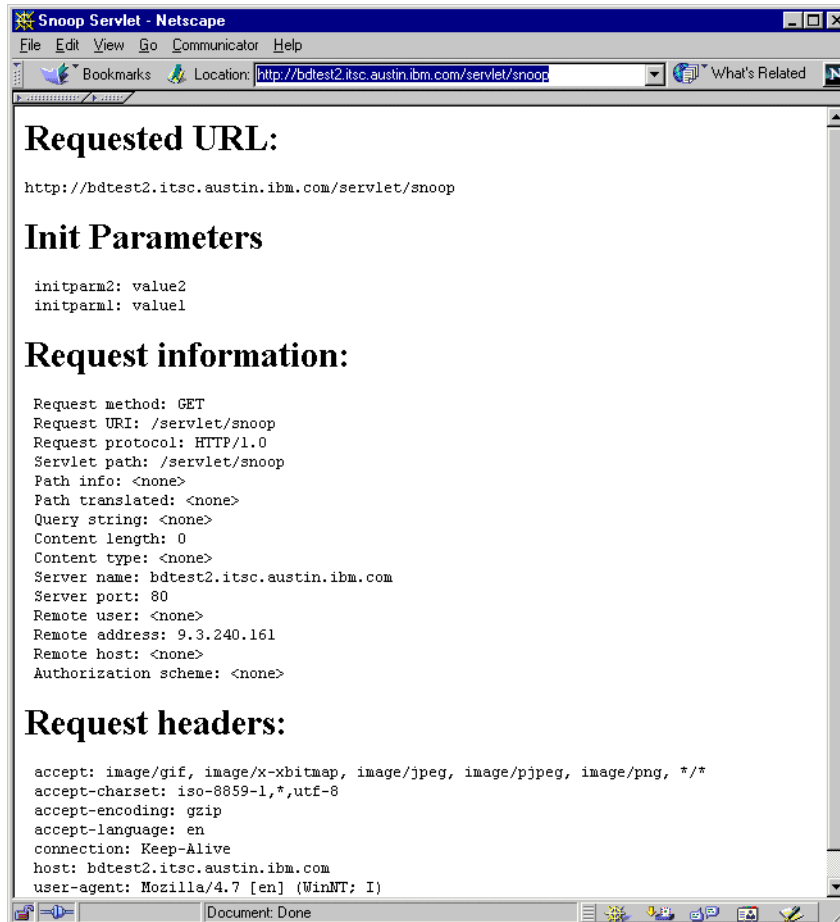 Snoop Servlet - Netscape
File Edit View Go Communicator Help
Bookmarks Location: http://bdtest2.itsc.austin.ibm.com/servlet/snoop What's Related N
Requested URL:
http://bdtest2.itsc.austin.ibm.com/servlet/snoop
Init Parameters
initparm2: value2
initparm1: value1
Request information:
Request method: GET
Request URI: /servlet/snoop
Request protocol: HTTP/1.0
Servlet path: /servlet/snoop
Path info: <none>
Path translated: <none>
Query string: <none>
Content length: 0
Content type: <none>
Server name: bdtest2.itsc.austin.ibm.com
Server port: 80
Remote user: <none>
Remote address: 9.3.240.161
Remote host: <none>
Authorization scheme: <none>
Request headers:
accept: image/gif, image/x-xbitmap, image/jpeg, image/pjpeg, image/png, */*
accept-charset: iso-8859-1,*,utf-8
accept-encoding: gzip
accept-language: en
connection: Keep-Alive
host: bdtest2.itsc.austin.ibm.com
user-agent: Mozilla/4.7 [en] (WinNT; I)
Document: Done